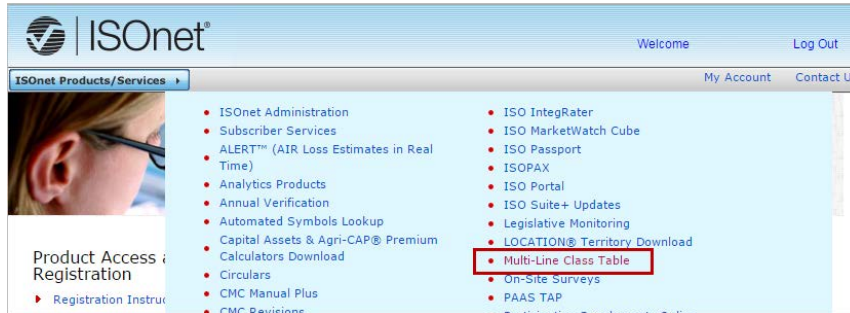 ISOnet®
Welcome
Log Out
ISOnet Products/Services
My Account
Contact U
ISOnet Administration
Subscriber Services
ALERT™ (AIR Loss Estimates in Real
Time)
Analytics Products
Annual Verification
Automated Symbols Lookup
Capital Assets & Agri-CAP® Premium
Calculators Download
Circulars
CMC Manual Plus
CMC Revisions
ISO IntegRater
ISO MarketWatch Cube
ISO Passport
ISOPAX
ISO Portal
ISO Suite+ Updates
Legislative Monitoring
LOCATION® Territory Download
Multi-Line Class Table
On-Site Surveys
PAAS TAP
Product Access
Registration
Registration Instruc